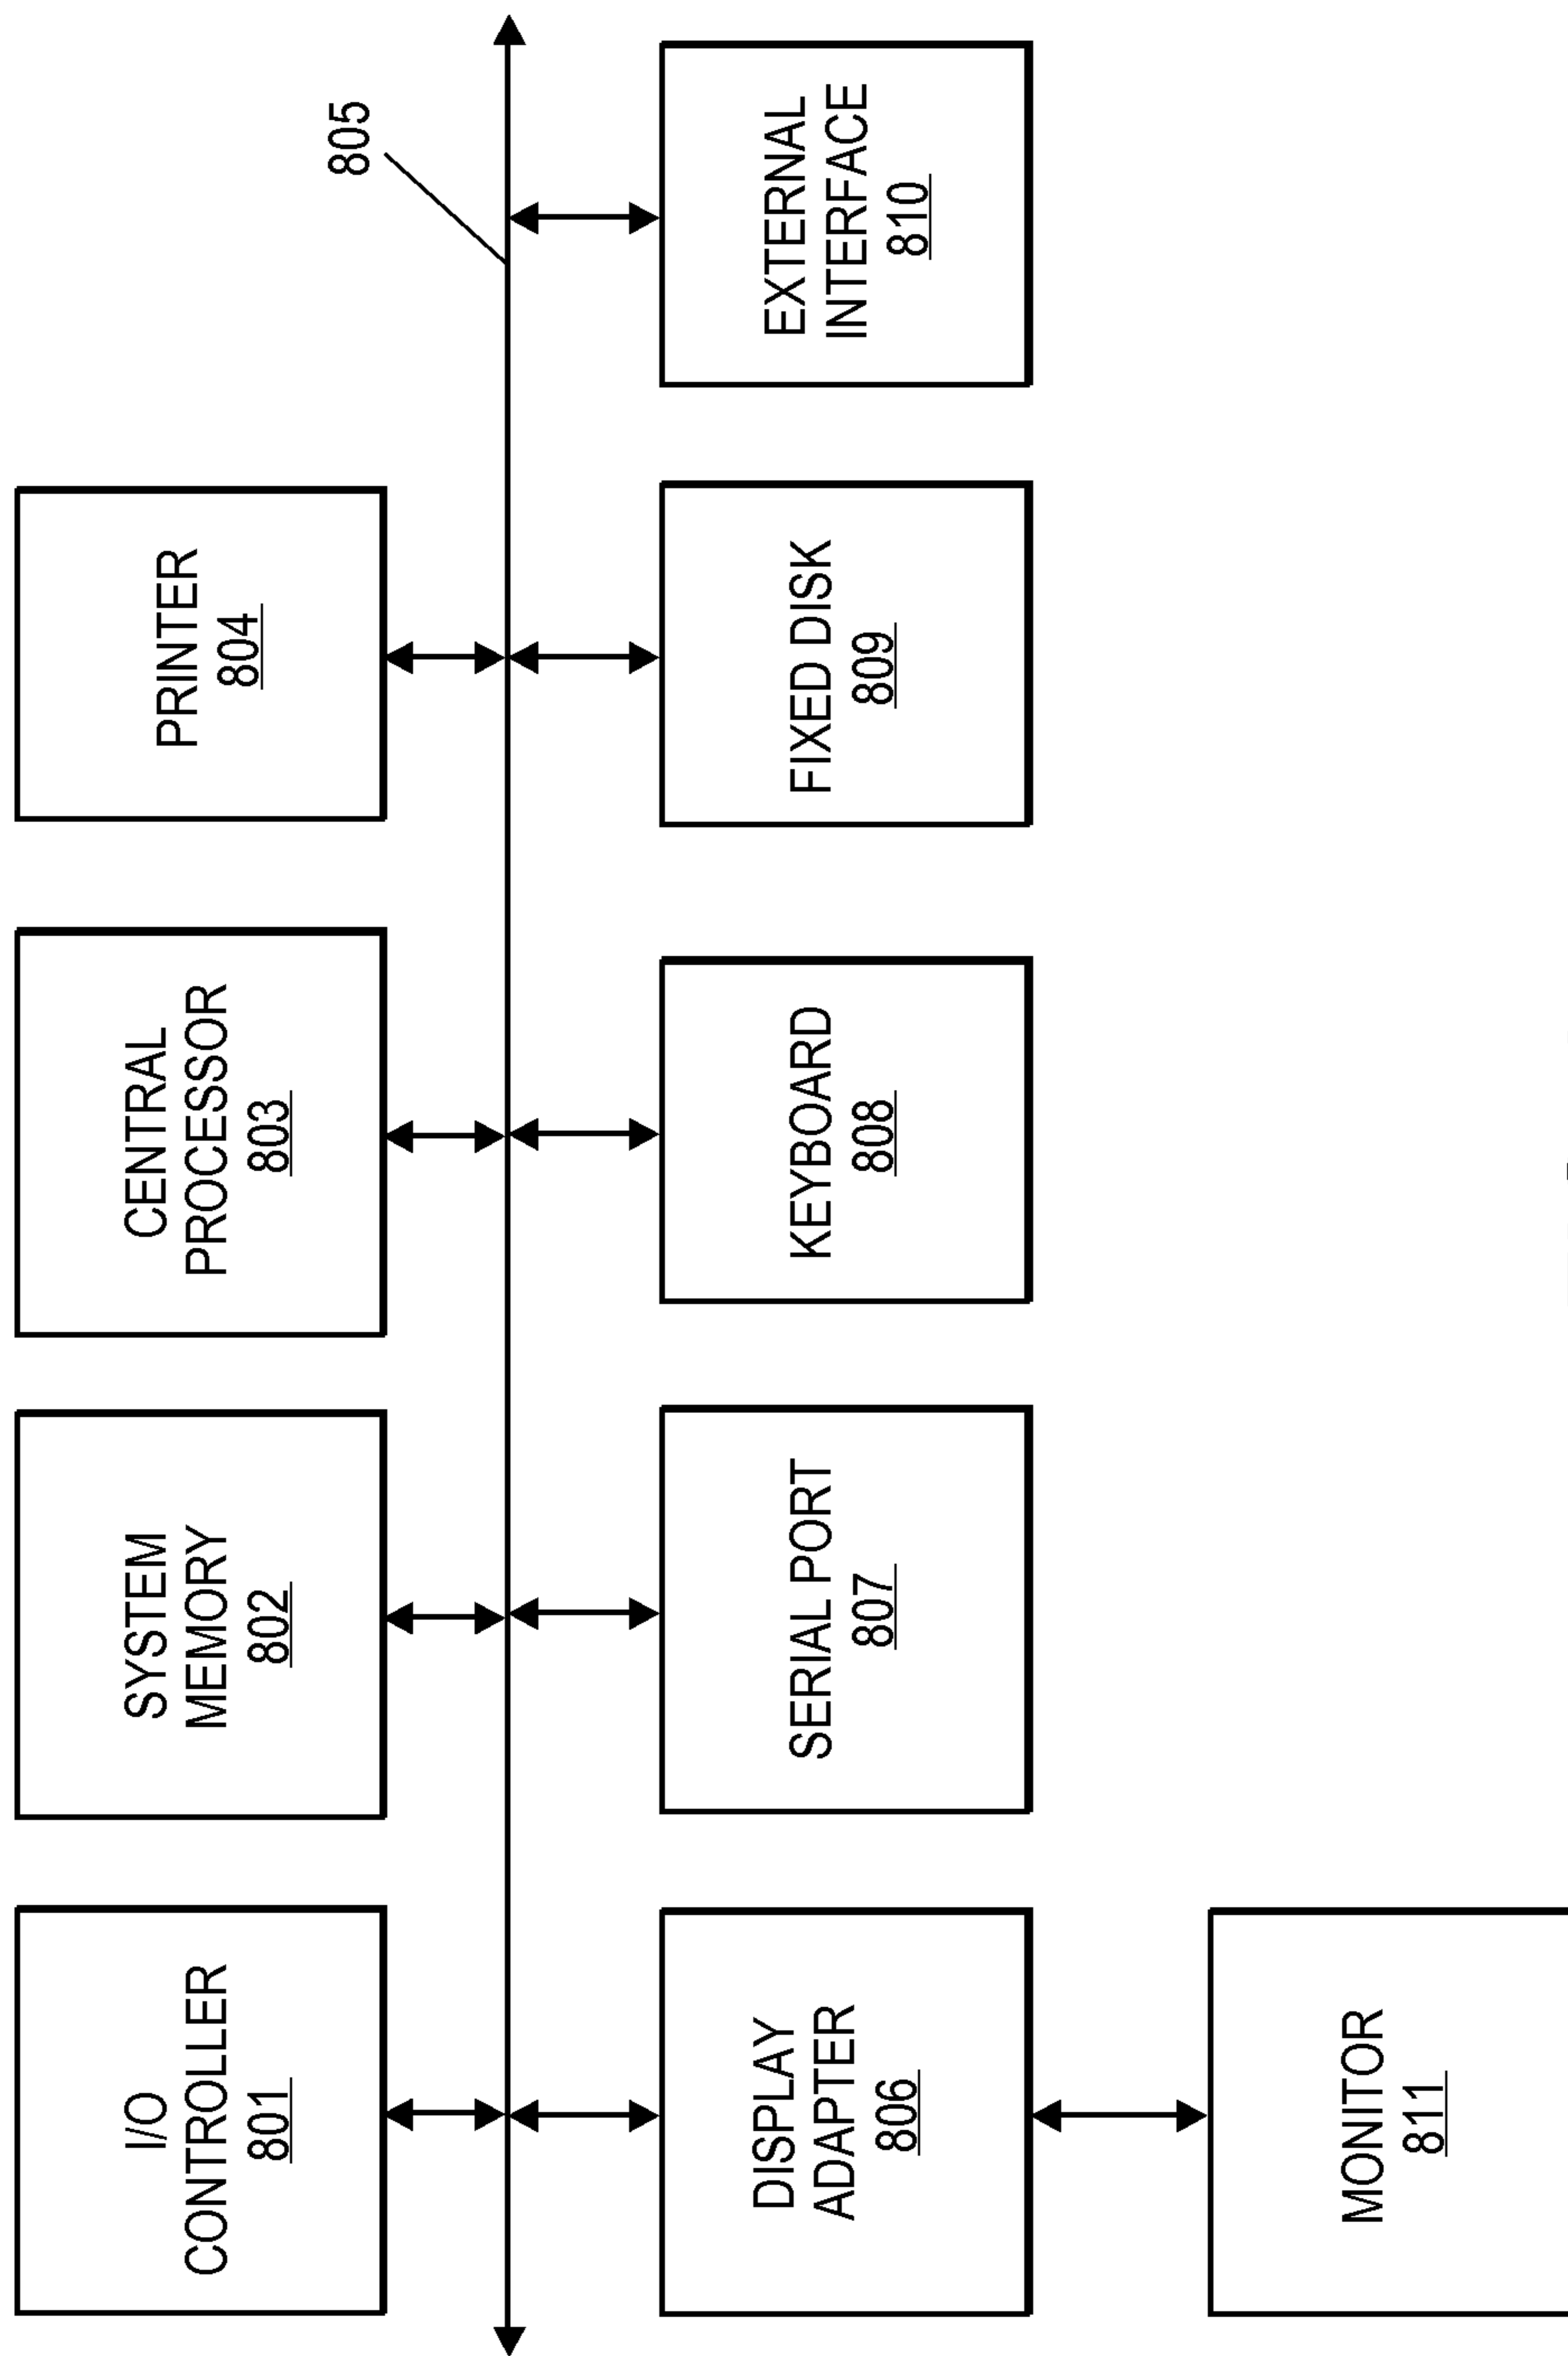 I/O
CONTROLLER
801
SYSTEM
MEMORY
802
CENTRAL
PROCESSOR
803
PRINTER
804
805
DISPLAY
ADAPTER
806
SERIAL PORT
807
KEYBOARD
808
FIXED DISK
809
EXTERNAL
INTERFACE
810
MONITOR
811